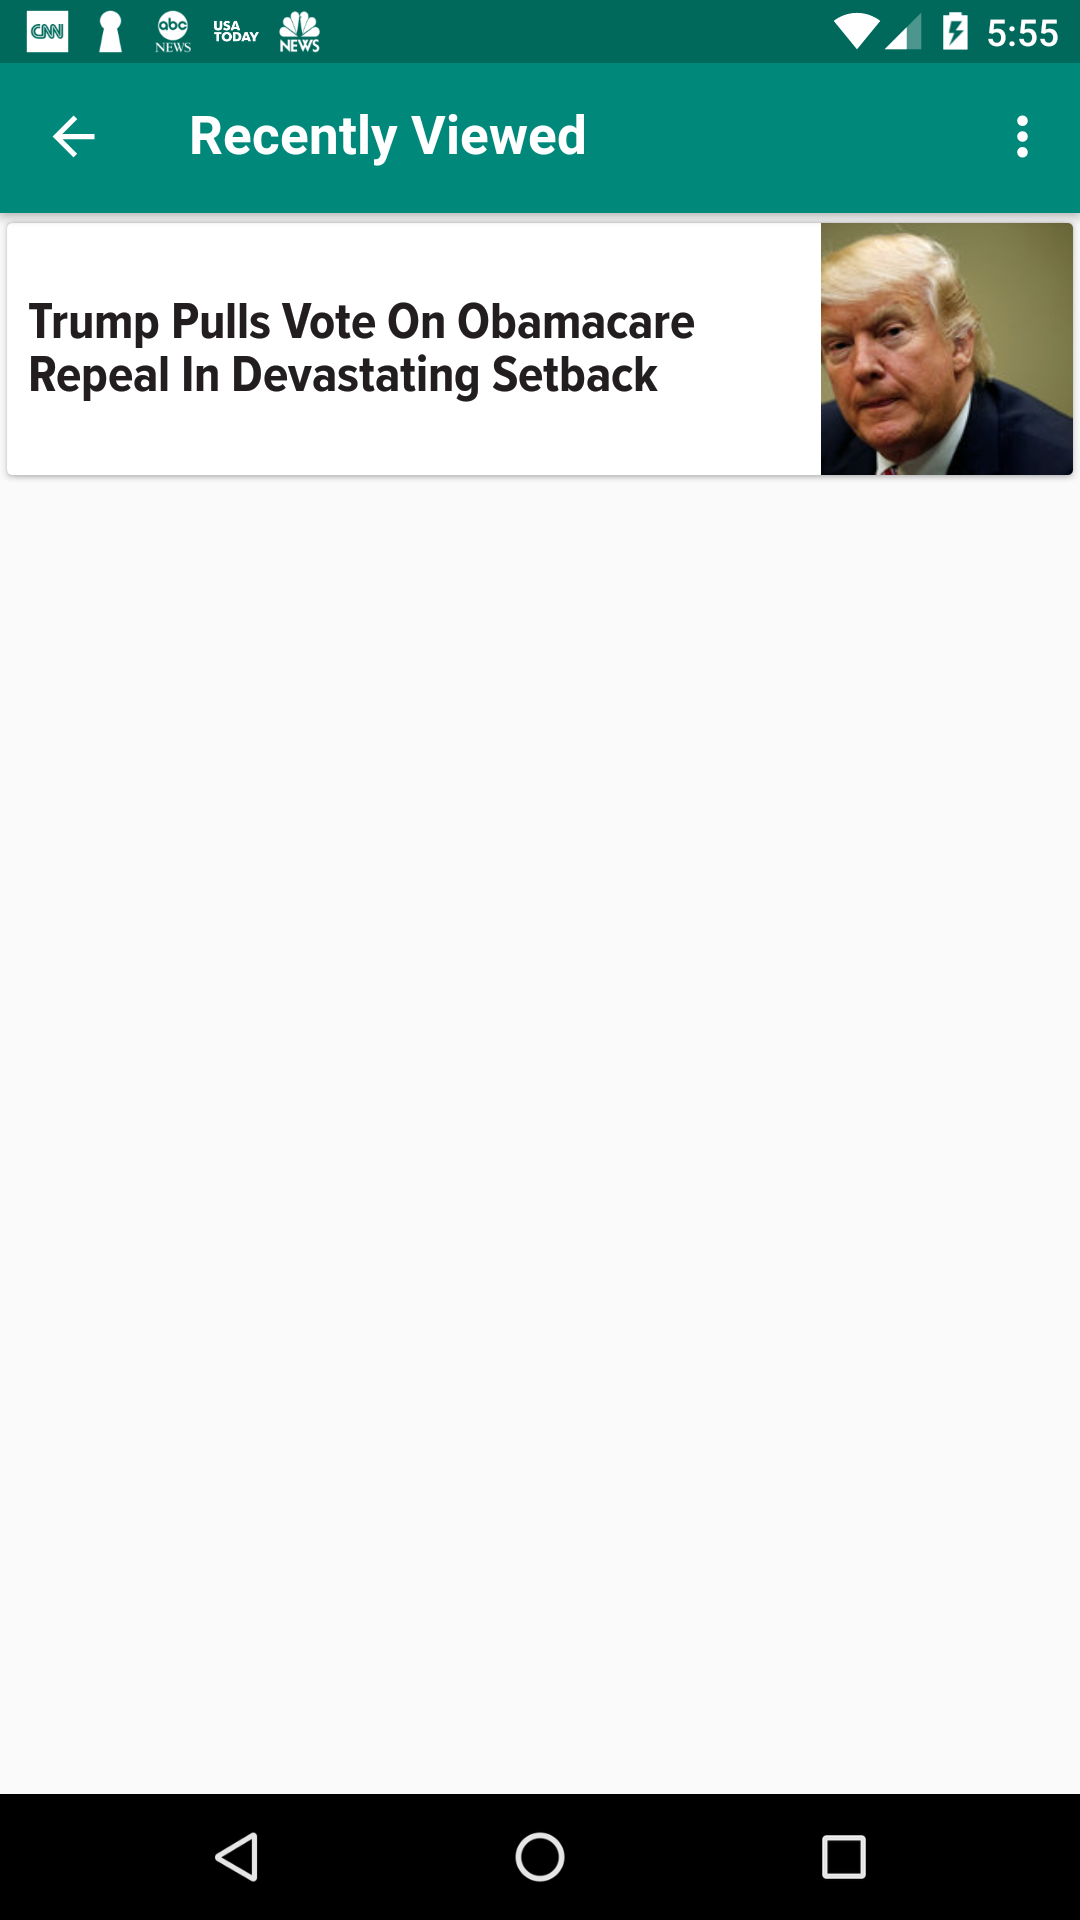 CNN abc NEWS USA TODAY NEWS 5:55
Recently Viewed
Trump Pulls Vote On Obamacare
Repeal In Devastating Setback